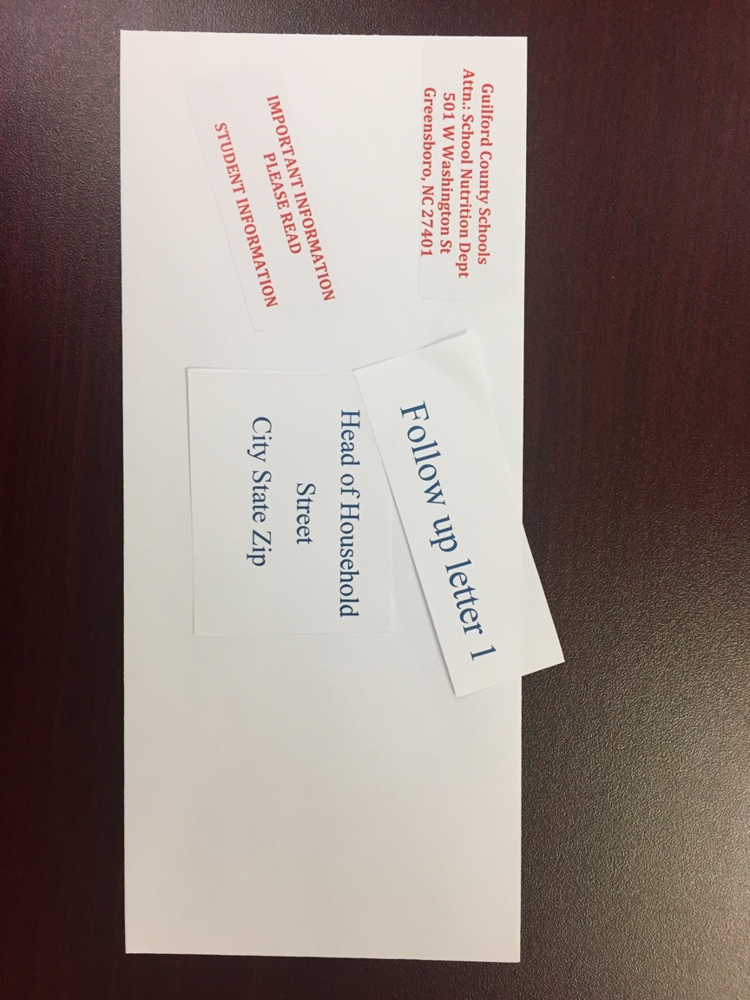 Guilford County Schools
Attn.: School Nutrition Dept
501 W Washington St
Greensboro, NC 27401
IMPORTANT INFORMATION
PLEASE READ
STUDENT INFORMATION
Follow up letter 1
Head of Household
Street
City State Zip